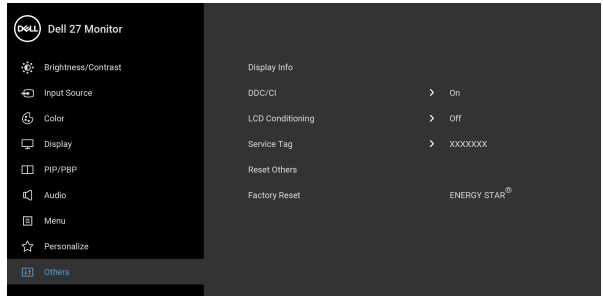 DELL Dell 27 Monitor
Brightness/Contrast
Input Source
Color
Display
PIP/PBP
Audio
Menu
Personalize
Others
Display Info
DDC/CI > On
LCD Conditioning > Off
Service Tag > XXXXXXX
Reset Others
Factory Reset ENERGY STAR®